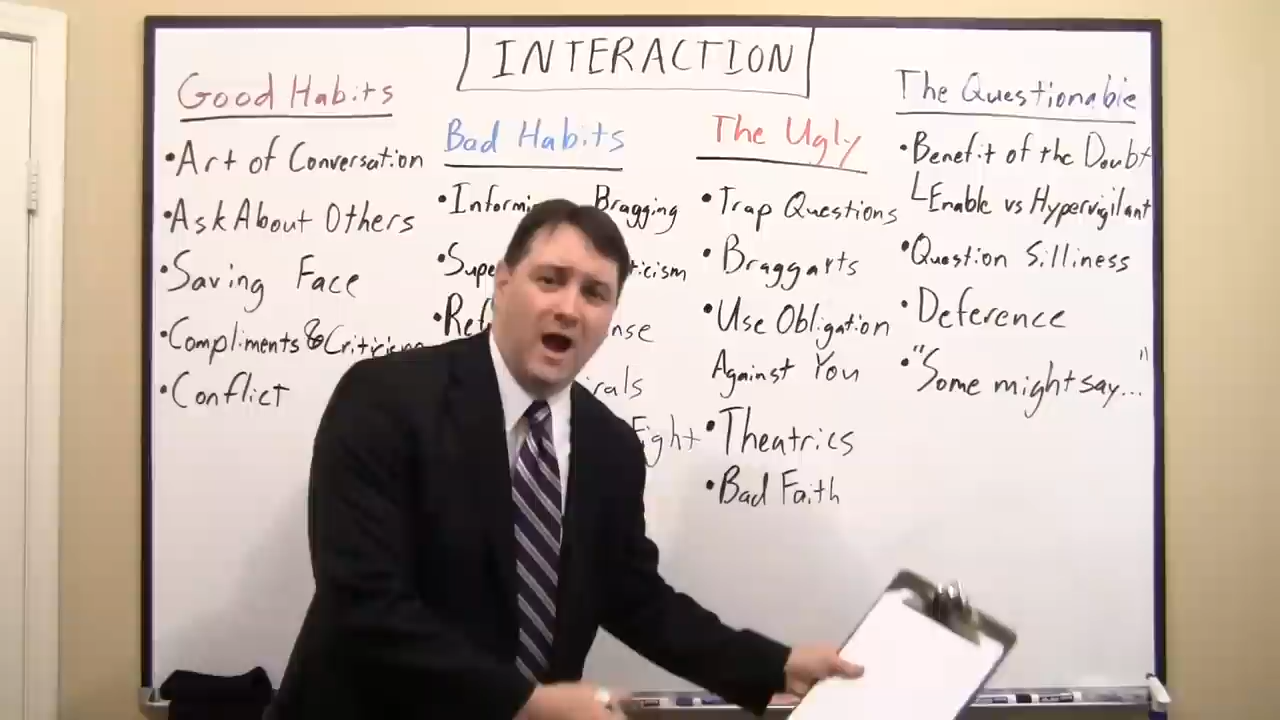 INTERACTION
Good Habits
• Art of Conversation
• Ask About Others
• Saving Face
• Compliments & Criticism
• Conflict
Bad Habits
• Bragging
The Ugly
• Trap Questions
• Braggarts
• Use Obligation
Against You
• Theatrics
• Bad Faith
The Questionable
• Benefit of the Doubt
Enable vs Hypervigilant
• Question Silliness
• Deference
• "Some might say..."